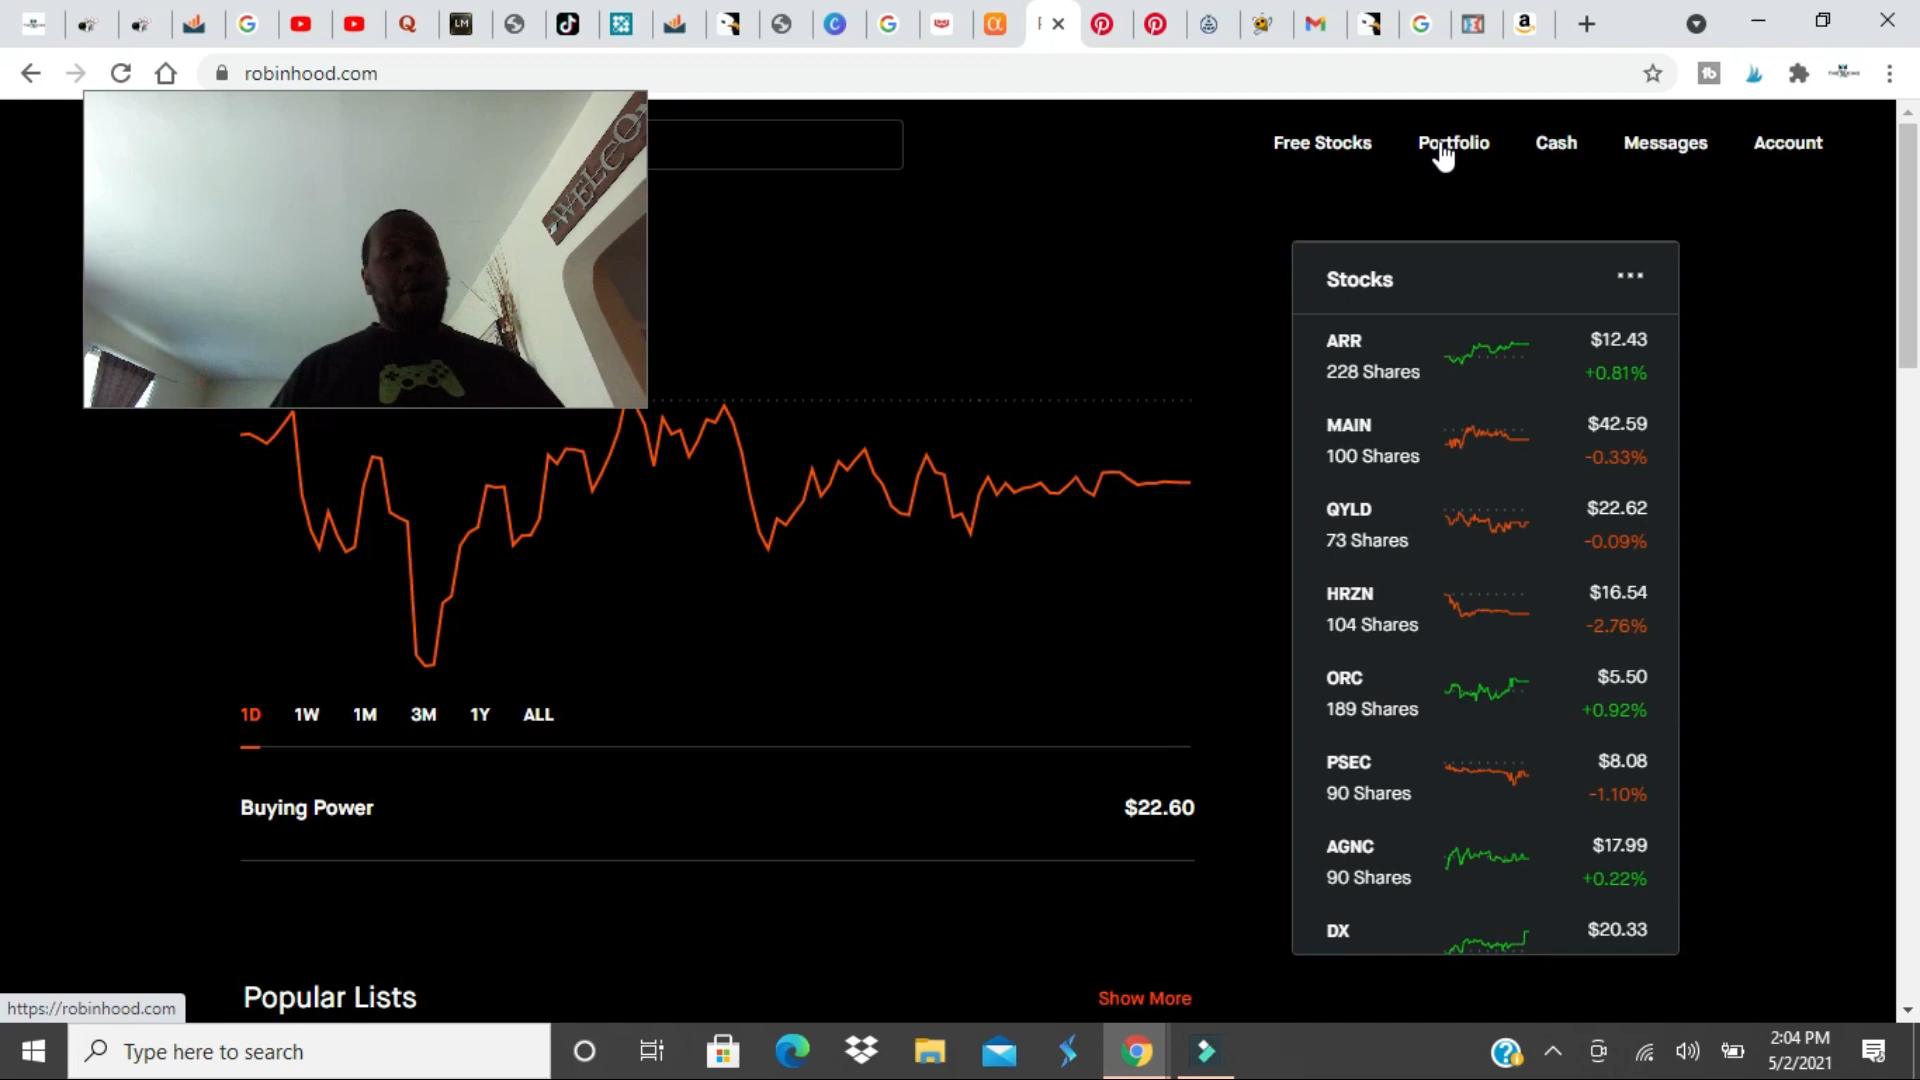 robinhood.com
WELCO
Free Stocks
Portfolio
Cash
Messages
Account
Stocks
ARR
$12.43
228 Shares
+0.81%
MAIN
$42.59
100 Shares
-0.33%
QYLD
$22.62
73 Shares
-0.09%
HRZN
$16.54
104 Shares
-2.76%
ORC
$5.50
189 Shares
+0.92%
PSEC
$8.08
90 Shares
-1.10%
AGNC
$17.99
90 Shares
+0.22%
DX
$20.33
1D 1W 1M 3M 1Y ALL
Buying Power
$22.60
Popular Lists
Show More
https://robinhood.com
Type here to search
2:04 PM
5/2/2021